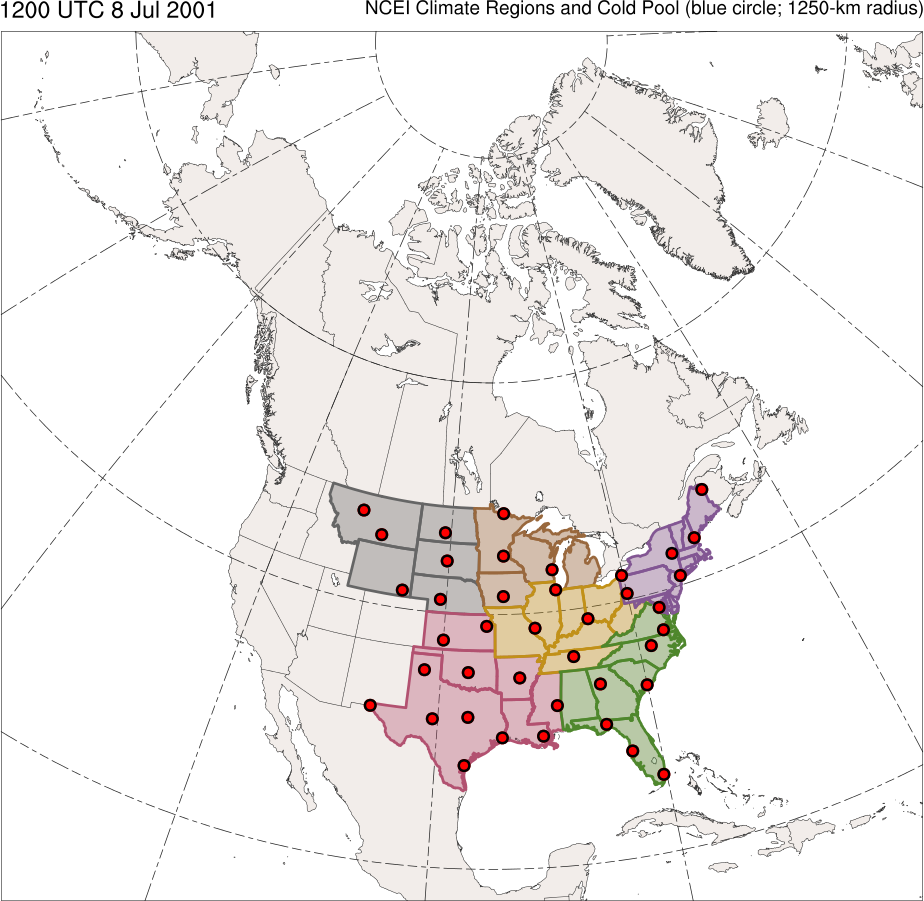 1200 UTC 8 Jul 2001
NCEI Climate Regions and Cold Pool (blue circle; 1250-km radius)